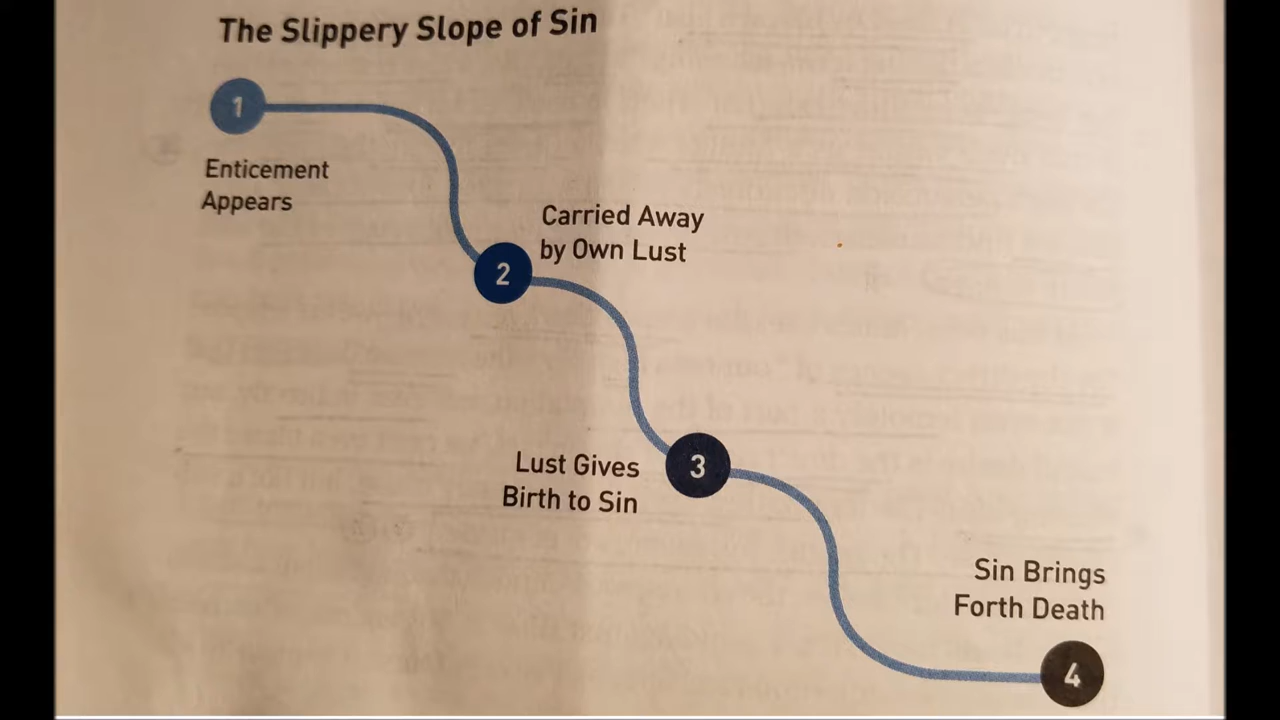 The Slippery Slope of Sin
1
Enticement
Appears
2
Carried Away
by Own Lust
3
Lust Gives
Birth to Sin
Sin Brings
Forth Death
4